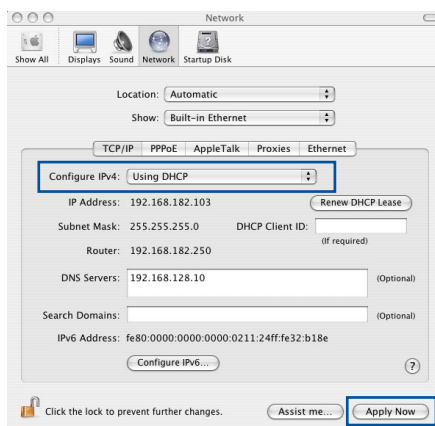 Network
Show All Displays Sound Network Startup Disk
Location: Automatic
Show: Built-in Ethernet
TCP/IP PPPoE AppleTalk Proxies Ethernet
Configure IPv4: Using DHCP
IP Address: 192.168.182.103 Renew DHCP Lease
Subnet Mask: 255.255.255.0 DHCP Client ID:
(If required)
Router: 192.168.182.250
DNS Servers: 192.168.128.10 (Optional)
Search Domains: (Optional)
IPv6 Address: fe80:0000:0000:0000:0211:24ff:fe32:b18e
Configure IPv6... ?
Click the lock to prevent further changes. Assist me... Apply Now